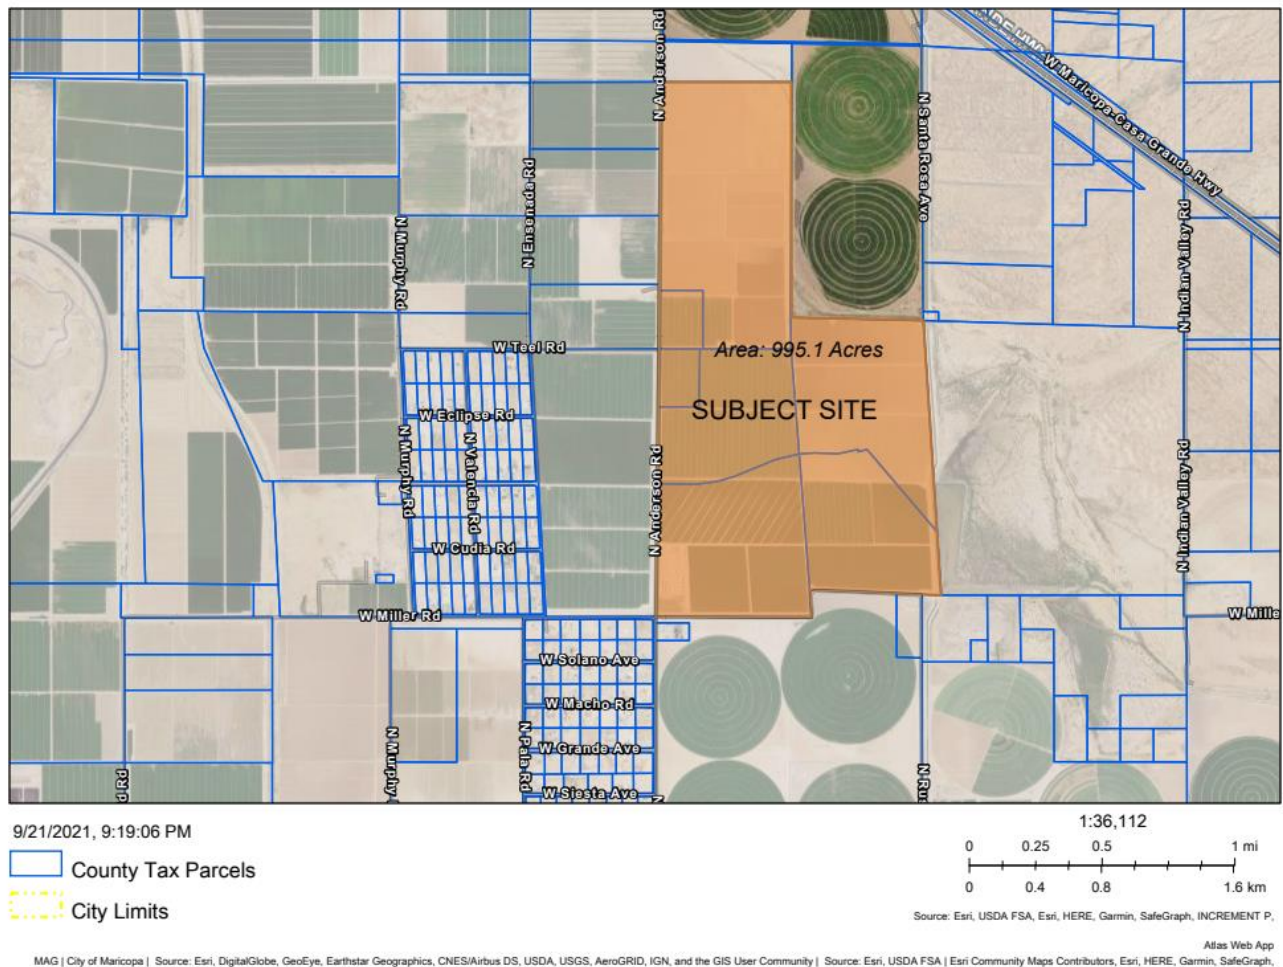 N Anderson Rd
W Maricopa-Casa Grande Hwy
N Santa Rosa Ave
N Ensenada Rd
N Murphy Rd
N Indian Valley Rd
W Teel Rd
Area: 995.1 Acres
SUBJECT SITE
W Eclipse Rd
N Murphy Rd
N Valencia Rd
N Anderson Rd
N Indian Valley Rd
W Cudia Rd
W Miller Rd
W Mille
W Solano Ave
W Macho Rd
N Murphy
N Pala Rd
W Grande Ave
W Siesta Ave
N Ru
9/21/2021, 9:19:06 PM
County Tax Parcels
City Limits
1:36,112
0 0.25 0.5 1 mi
0 0.4 0.8 1.6 km
Source: Esri, USDA FSA, Esri, HERE, Garmin, SafeGraph, INCREMENT P,
Atlas Web App
MAG | City of Maricopa | Source: Esri, DigitalGlobe, GeoEye, Earthstar Geographics, CNES/Airbus DS, USDA, USGS, AeroGRID, IGN, and the GIS User Community | Source: Esri, USDA FSA | Esri Community Maps Contributors, Esri, HERE, Garmin, SafeGraph,